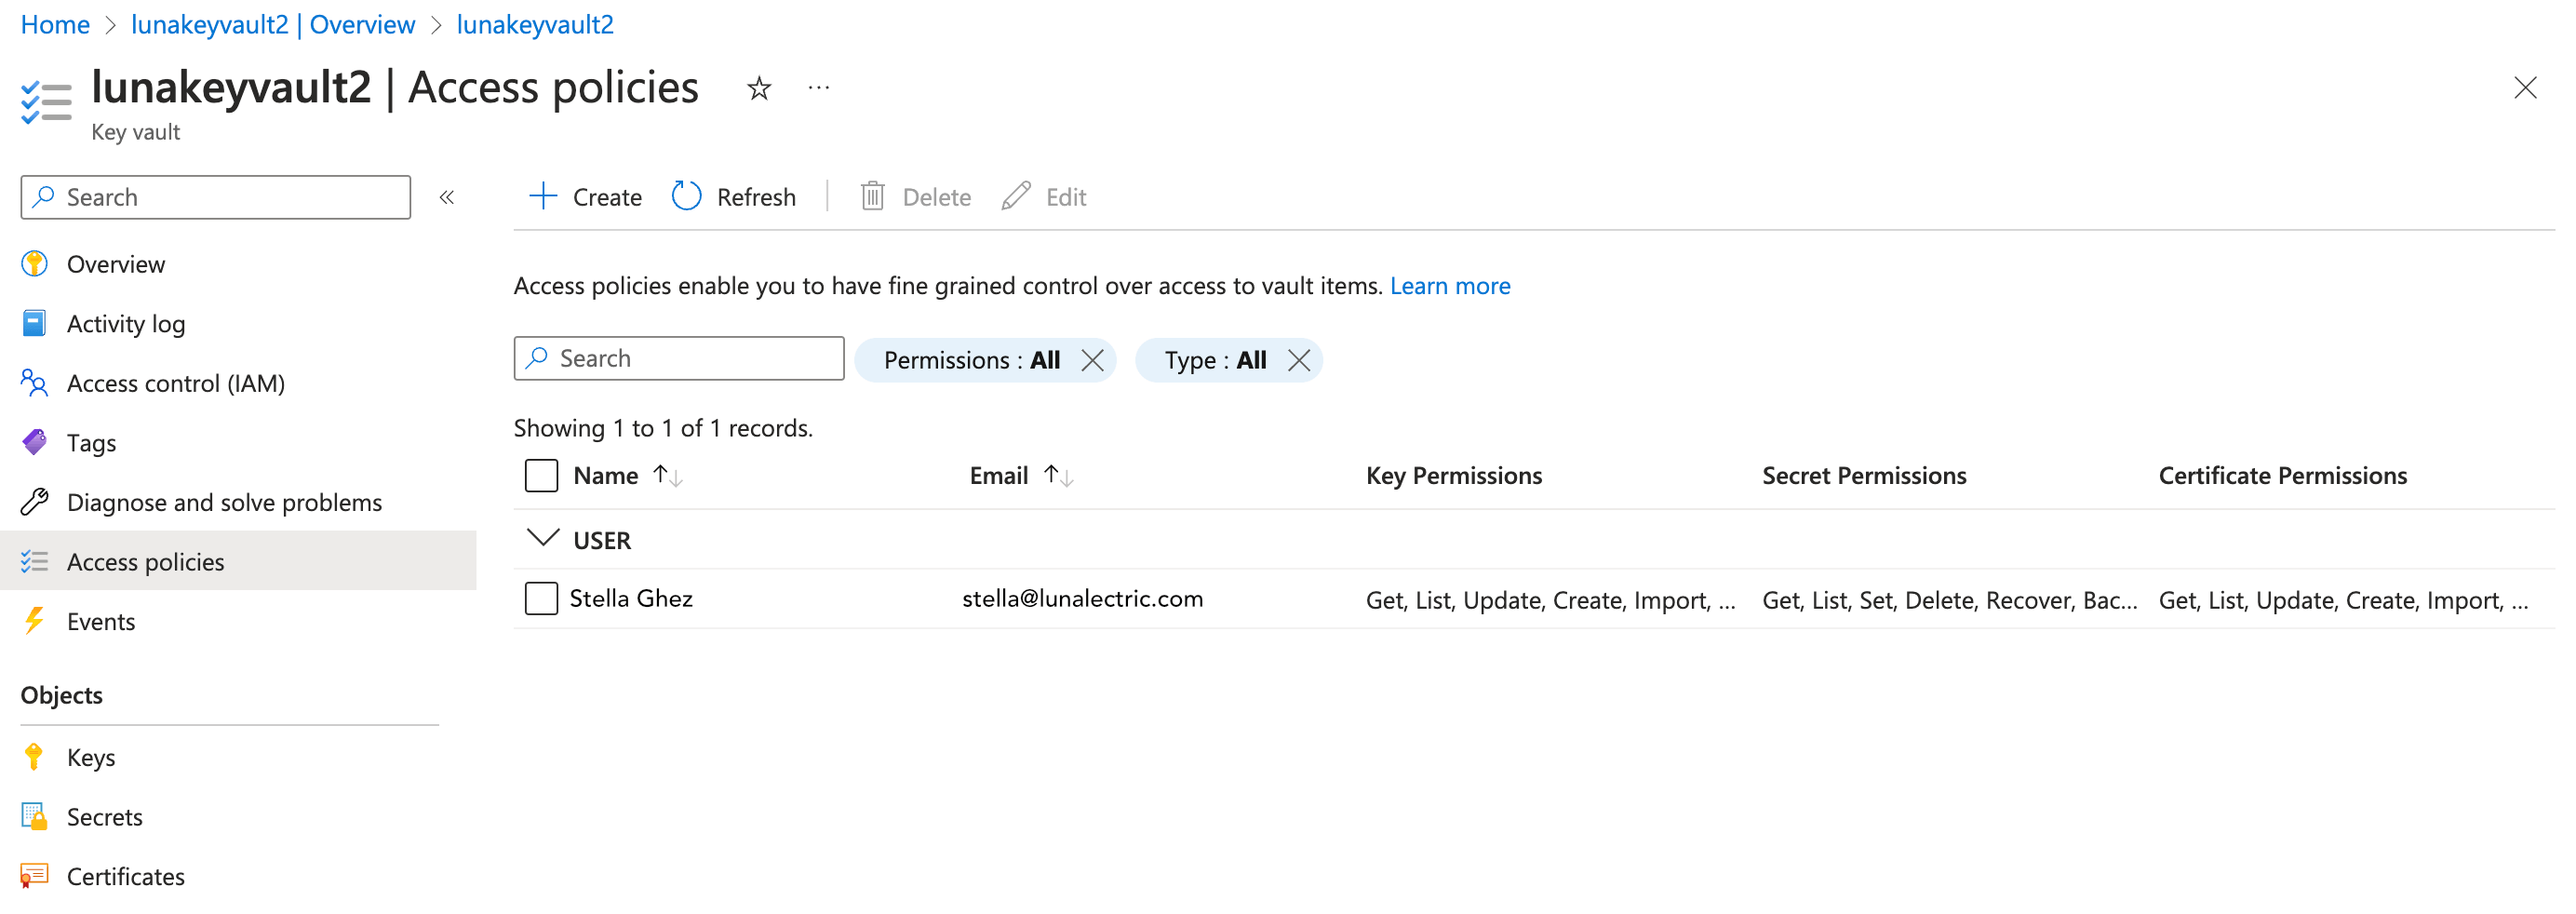 Home > lunakeyvault2 | Overview > lunakeyvault2
lunakeyvault2 | Access policies
Key vault
Search
Overview
Activity log
Access control (IAM)
Tags
Diagnose and solve problems
Access policies
Events
Objects
Keys
Secrets
Certificates
Create Refresh Delete Edit
Access policies enable you to have fine grained control over access to vault items. Learn more
Search Permissions : All Type : All
Showing 1 to 1 of 1 records.
Name Email Key Permissions Secret Permissions Certificate Permissions
USER
Stella Ghez stella@lunalectric.com Get, List, Update, Create, Import, ... Get, List, Set, Delete, Recover, Bac... Get, List, Update, Create, Import, ...